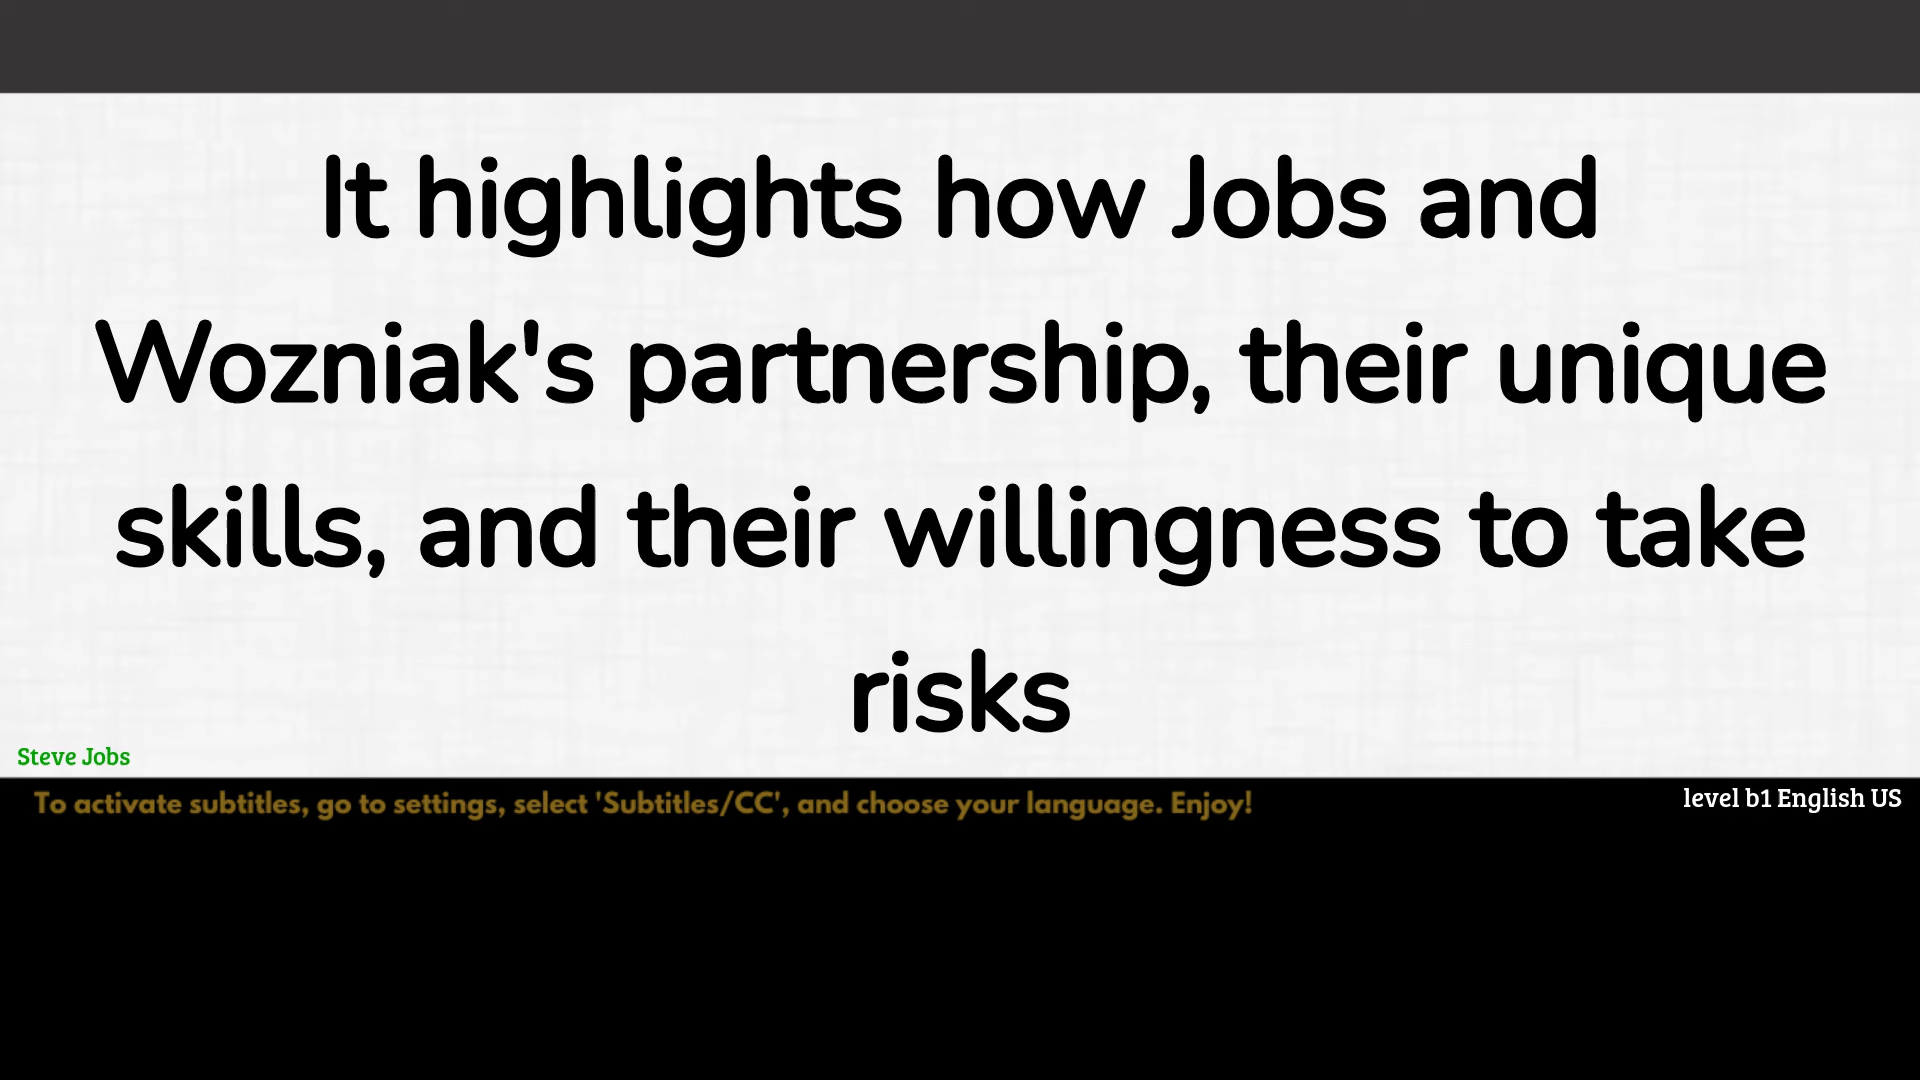 It highlights how Jobs and
Wozniak's partnership, their unique
skills, and their willingness to take
risks
Steve Jobs
To activate subtitles, go to settings, select 'Subtitles/CC', and choose your language. Enjoy!
level b1 English US